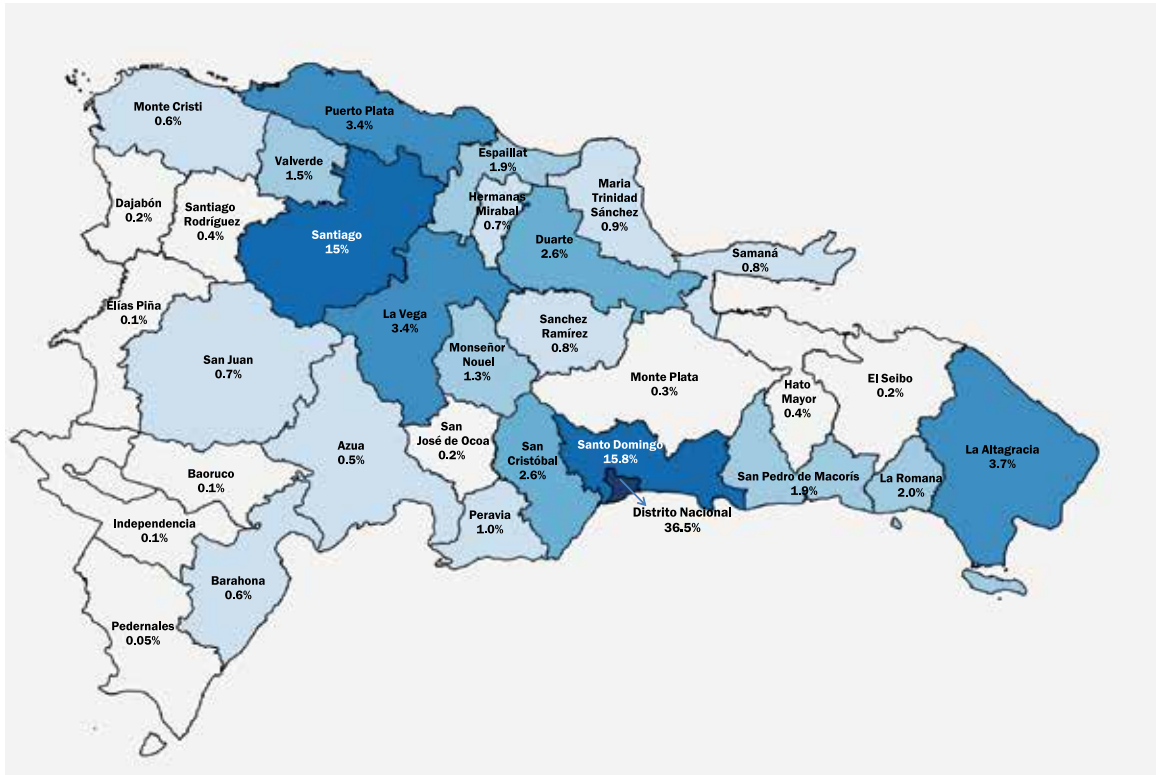 Monte Cristi
0.6%
Puerto Plata
3.4%
Valverde
1.5%
Espaillat
1.9%
Dajabón
0.2%
Santiago
Rodríguez
0.4%
Hermanas
Mirabal
0.7%
Maria
Trinidad
Sánchez
0.9%
Santiago
15%
Duarte
2.6%
Samaná
0.8%
Elías Piña
0.1%
La Vega
3.4%
Sanchez
Ramírez
0.8%
San Juan
0.7%
Monseñor
Nouel
1.3%
Monte Plata
0.3%
Hato
Mayor
0.4%
El Seibo
0.2%
San
José de Ocoa
0.2%
Azua
0.5%
San
Cristóbal
2.6%
Santo Domingo
15.8%
La Altagracia
3.7%
Baoruco
0.1%
San Pedro de Macorís
1.9%
La Romana
2.0%
Peravia
1.0%
Distrito Nacional
36.5%
Independencia
0.1%
Barahona
0.6%
Pedernales
0.05%